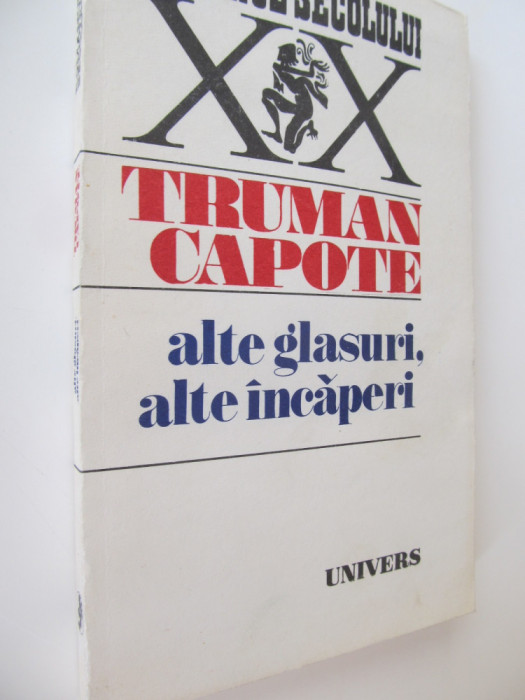 SECOLULUI
XX
TRUMAN
CAPOTE
alte glasuri,
alte încăperi
UNIVERS